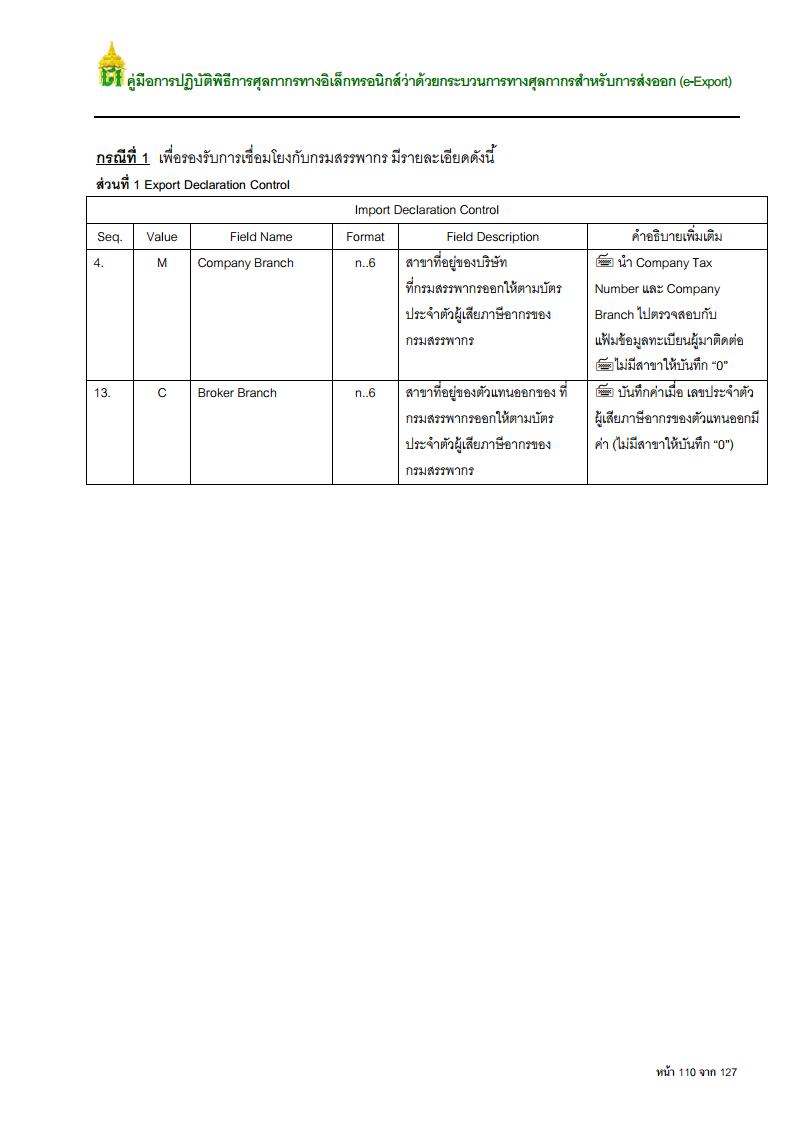 คู่มือการปฏิบัติพิธีการศุลกากรทางอิเล็กทรอนิกส์ว่าด้วยกระบวนการทางศุลกากรสำหรับการส่งออก (e-Export)
กรณีที่ 1 เพื่อรองรับการเชื่อมโยงกับกรมสรรพากร มีรายละเอียดดังนี้
ส่วนที่ 1 Export Declaration Control
Import Declaration Control
Seq. Value Field Name Format Field Description คำอธิบายเพิ่มเติม
4. M Company Branch n..6 สาขาที่อยู่ของบริษัท นำ Company Tax
ที่กรมสรรพากรออกให้ตามบัตร Number และ Company
ประจำตัวผู้เสียภาษีอากรของ Branch ไปตรวจสอบกับ
กรมสรรพากร แฟ้มข้อมูลทะเบียนผู้มาติดต่อ
ไม่มีสาขาให้บันทึก “0”
13. C Broker Branch n..6 สาขาที่อยู่ของตัวแทนออกของ ที่ บันทึกค่าเมื่อ เลขประจำตัว
กรมสรรพากรออกให้ตามบัตร ผู้เสียภาษีอากรของตัวแทนออกมี
ประจำตัวผู้เสียภาษีอากรของ ค่า (ไม่มีสาขาให้บันทึก “0”)
กรมสรรพากร
หน้า 110 จาก 127